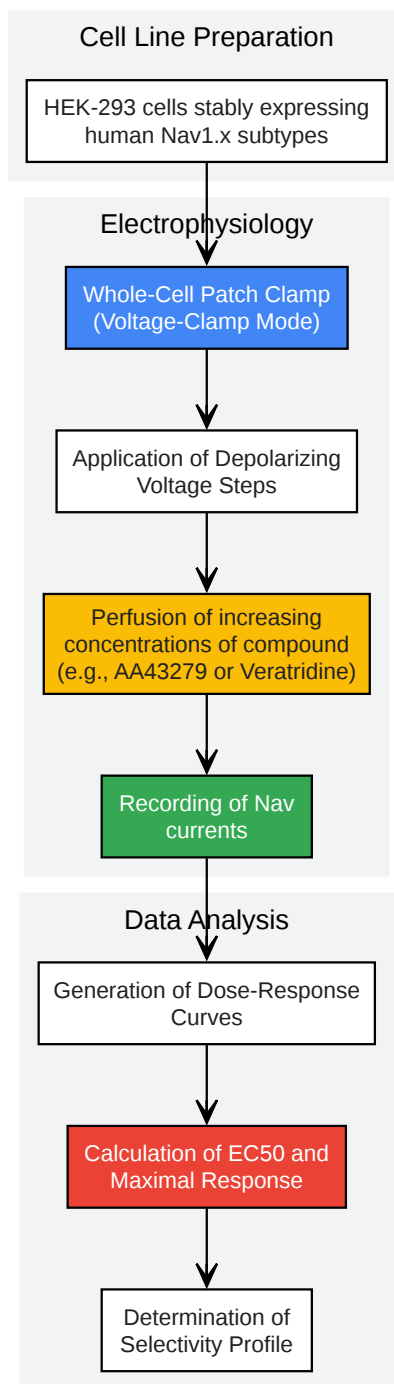 Cell Line Preparation
HEK-293 cells stably expressing
human Nav1.x subtypes
Electrophysiology
Whole-Cell Patch Clamp
(Voltage-Clamp Mode)
Application of Depolarizing
Voltage Steps
Perfusion of increasing
concentrations of compound
(e.g., AA43279 or Veratridine)
Recording of Nav
currents
Data Analysis
Generation of Dose-Response
Curves
Calculation of EC50 and
Maximal Response
Determination of
Selectivity Profile